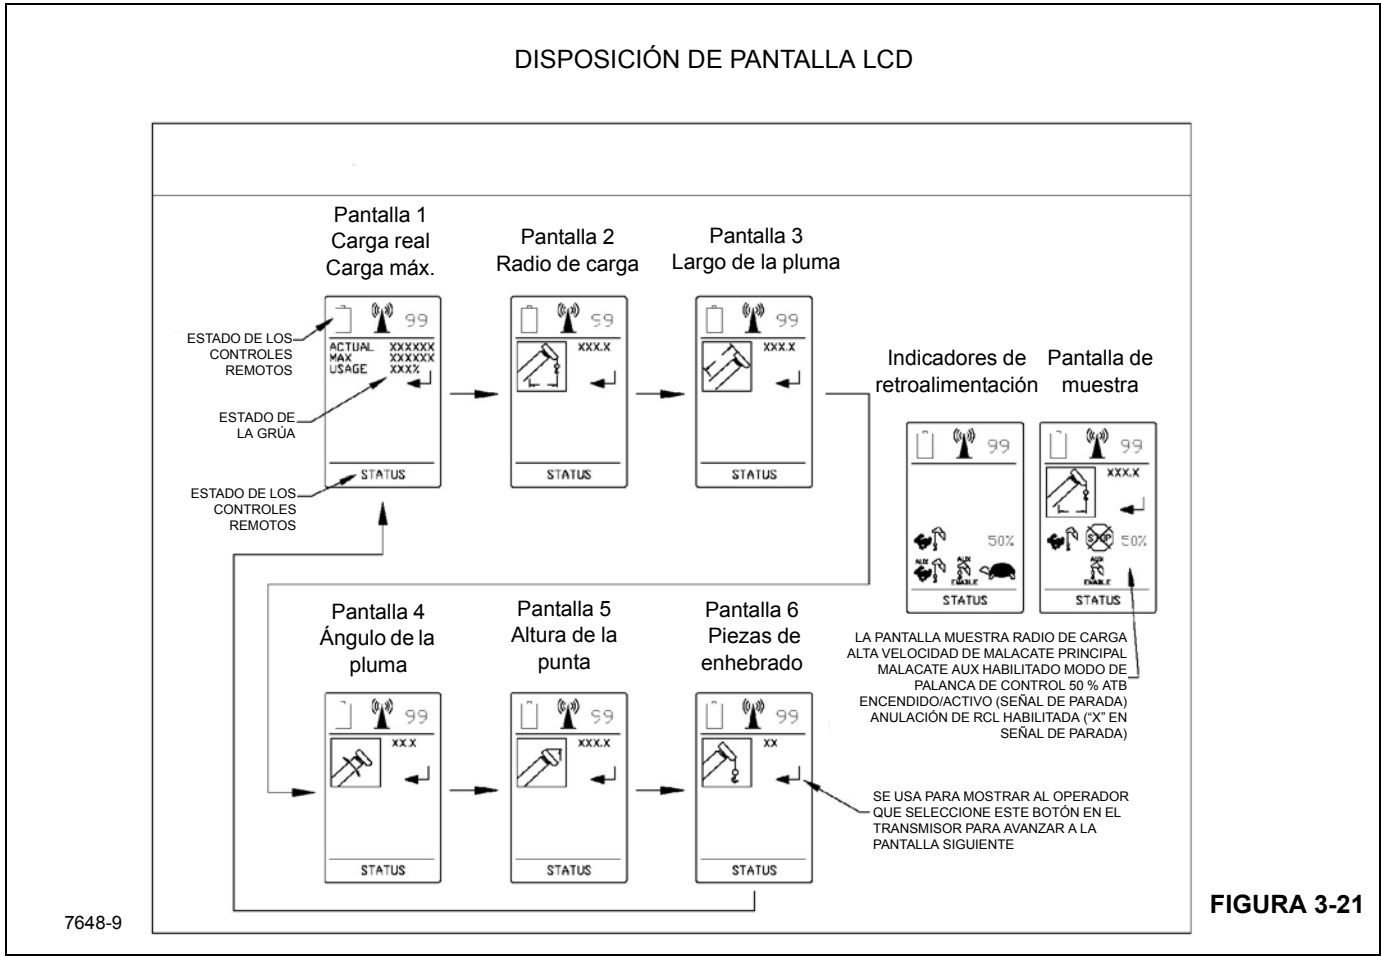 DISPOSICIÓN DE PANTALLA LCD
Pantalla 1
Carga real
Carga máx.
Pantalla 2
Radio de carga
Pantalla 3
Largo de la pluma
ESTADO DE LOS
CONTROLES
REMOTOS
ESTADO DE
LA GRÚA
ESTADO DE LOS
CONTROLES
REMOTOS
99
ACTUAL XXXXXX
MAX XXXXXX
USAGE XXX%
STATUS
99
XXX.X
STATUS
99
XXX.X
STATUS
Indicadores de
retroalimentación
Pantalla de
muestra
99
50%
AUX
AUX
ENABLE
STATUS
99
XXX.X
STOP
50%
AUX
ENABLE
STATUS
LA PANTALLA MUESTRA RADIO DE CARGA
ALTA VELOCIDAD DE MALACATE PRINCIPAL
MALACATE AUX HABILITADO MODO DE
PALANCA DE CONTROL 50 % ATB
ENCENDIDO/ACTIVO (SEÑAL DE PARADA)
ANULACIÓN DE RCL HABILITADA (“X” EN
SEÑAL DE PARADA)
Pantalla 4
Ángulo de la
pluma
Pantalla 5
Altura de la
punta
Pantalla 6
Piezas de
enhebrado
99
XX.X
STATUS
99
XXX.X
STATUS
99
XX
STATUS
SE USA PARA MOSTRAR AL OPERADOR
QUE SELECCIONE ESTE BOTÓN EN EL
TRANSMISOR PARA AVANZAR A LA
PANTALLA SIGUIENTE
7648-9
FIGURA 3-21